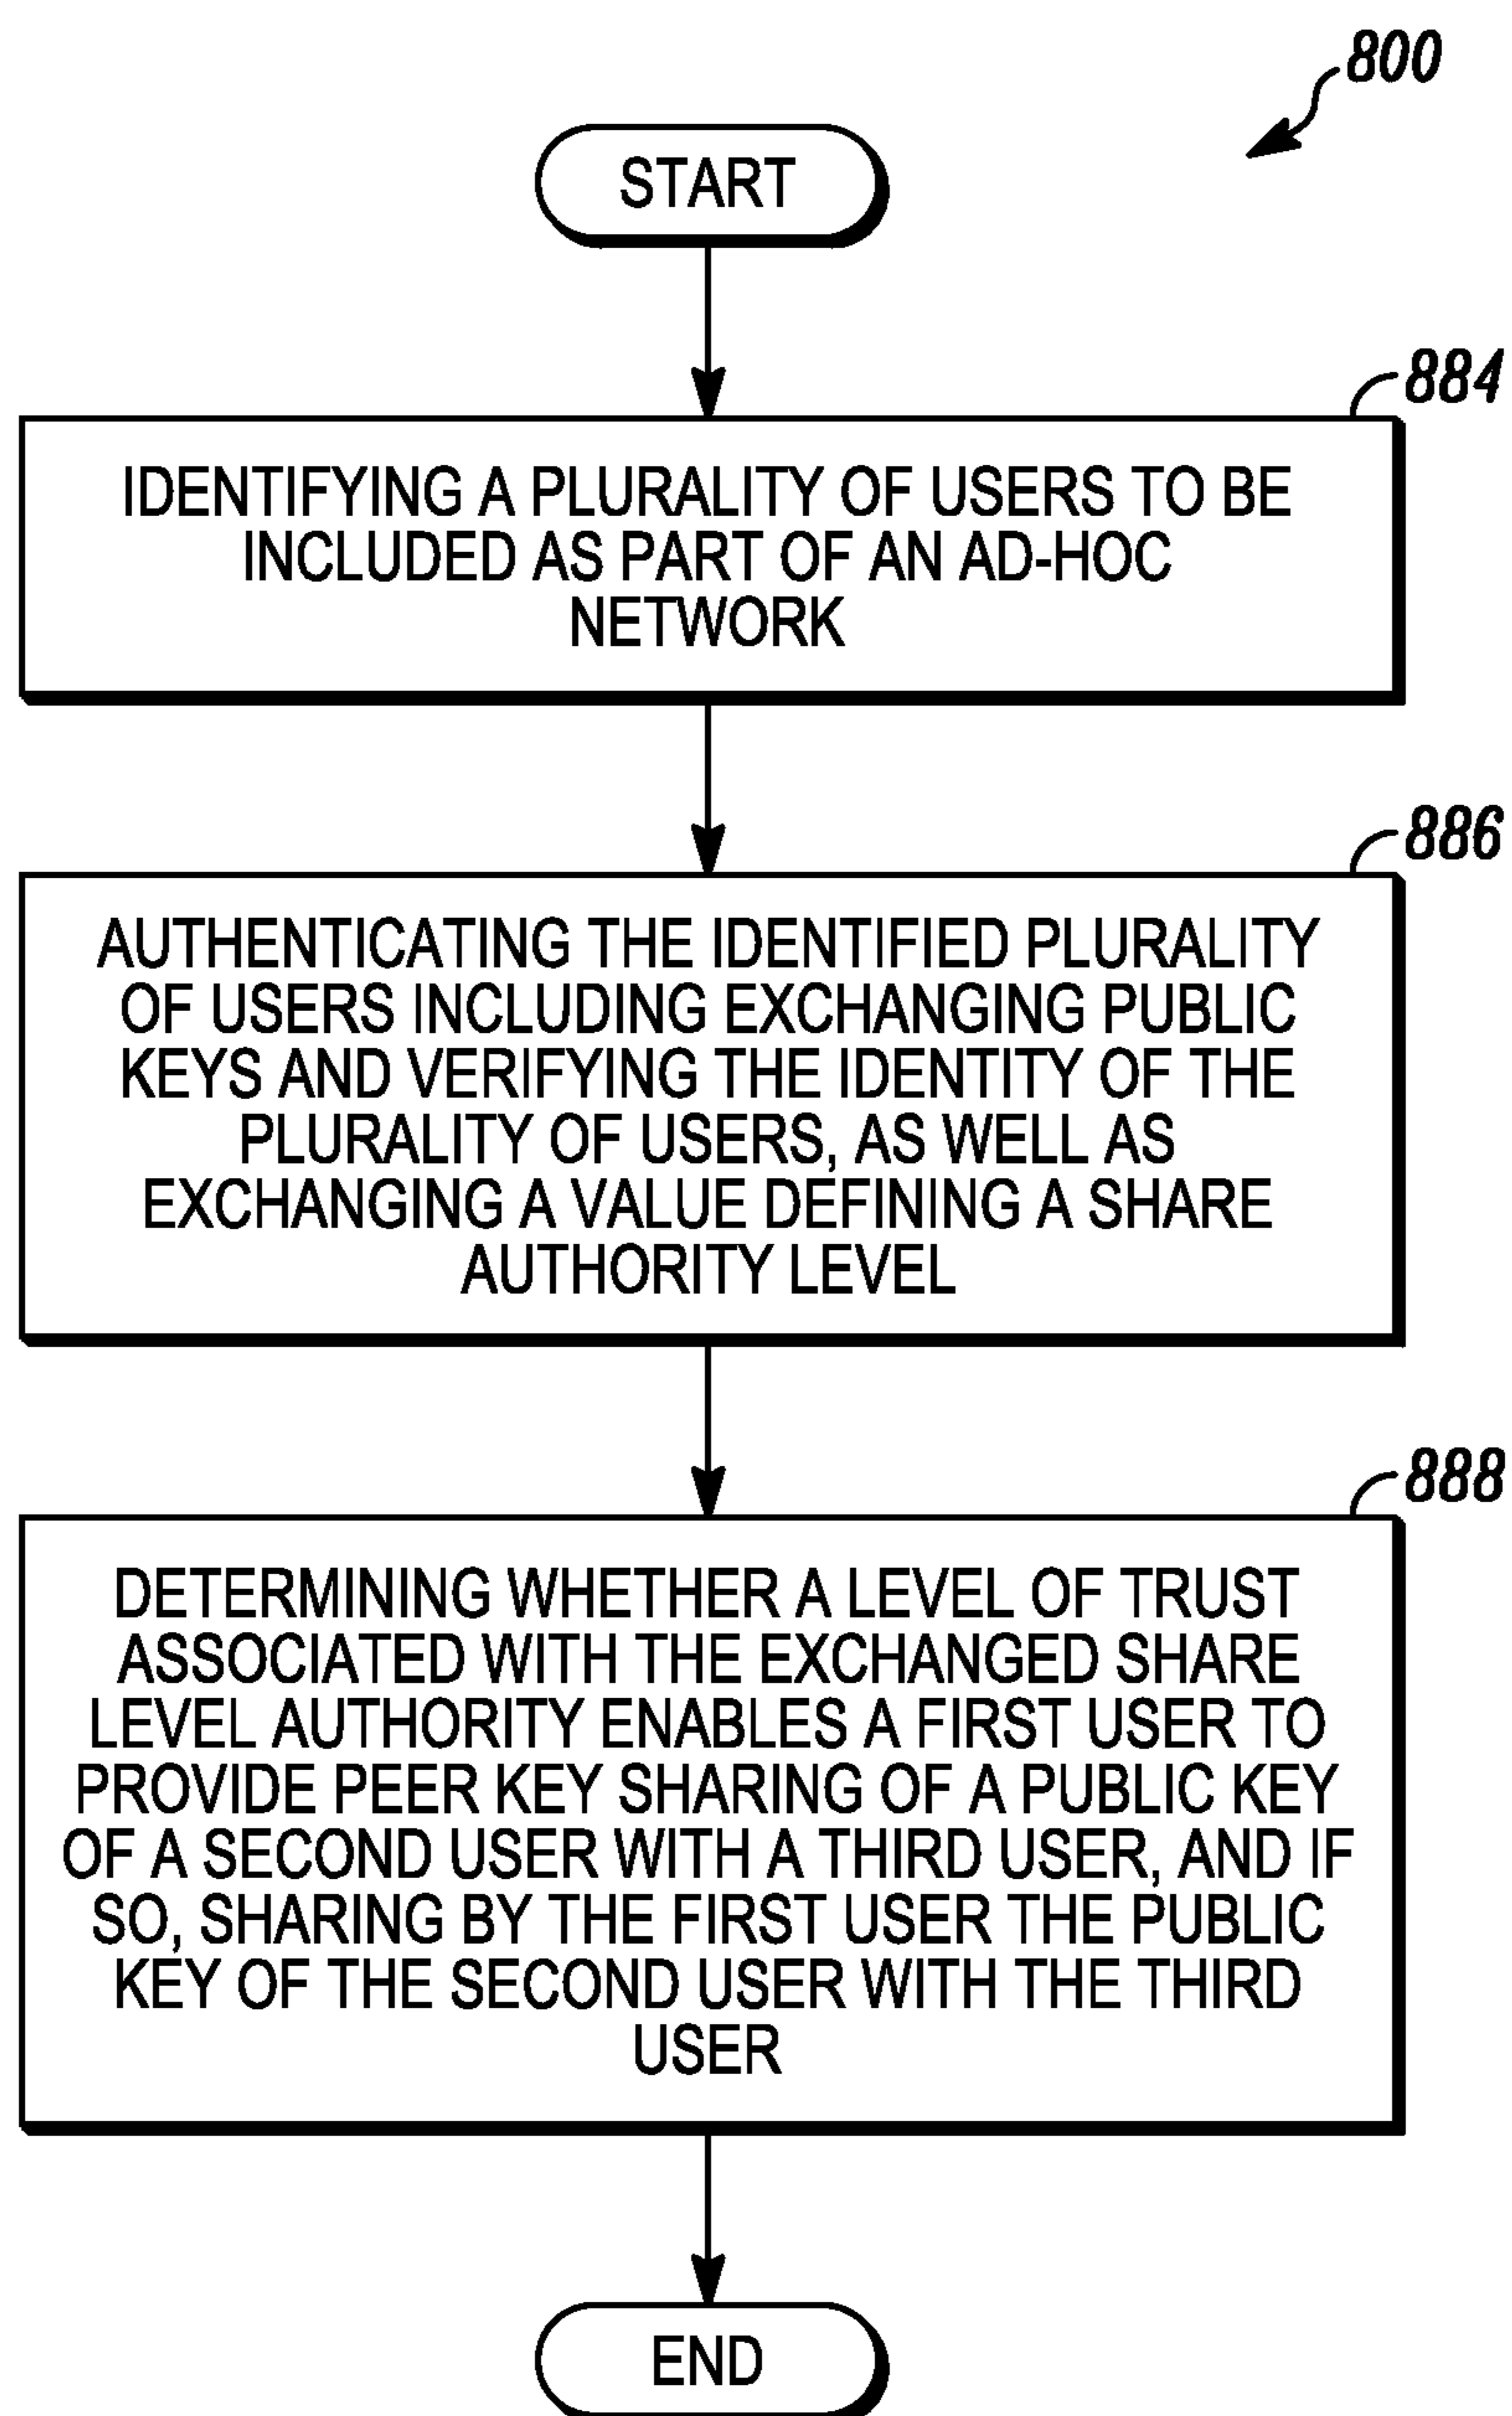 800
START
884
IDENTIFYING A PLURALITY OF USERS TO BE
INCLUDED AS PART OF AN AD-HOC
NETWORK
886
AUTHENTICATING THE IDENTIFIED PLURALITY
OF USERS INCLUDING EXCHANGING PUBLIC
KEYS AND VERIFYING THE IDENTITY OF THE
PLURALITY OF USERS, AS WELL AS
EXCHANGING A VALUE DEFINING A SHARE
AUTHORITY LEVEL
888
DETERMINING WHETHER A LEVEL OF TRUST
ASSOCIATED WITH THE EXCHANGED SHARE
LEVEL AUTHORITY ENABLES A FIRST USER TO
PROVIDE PEER KEY SHARING OF A PUBLIC KEY
OF A SECOND USER WITH A THIRD USER, AND IF
SO, SHARING BY THE FIRST USER THE PUBLIC
KEY OF THE SECOND USER WITH THE THIRD
USER
END